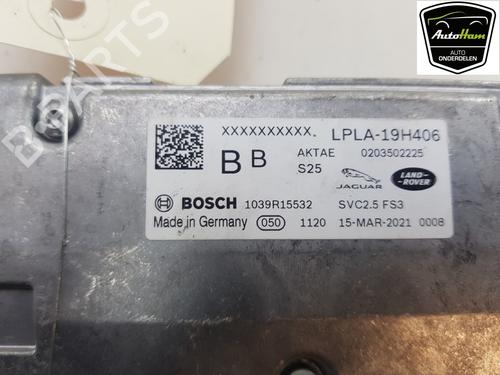 AutoHam
AUTO
ONDERDELEN
B-PARTS
XXXXXXXXXX. LPLA-19H406
B B AKTAE 0203502225
S25
JAGUAR LAND-ROVER
BOSCH 1039R15532 SVC2.5 FS3
Made in Germany 050 1120 15-MAR-2021 0008